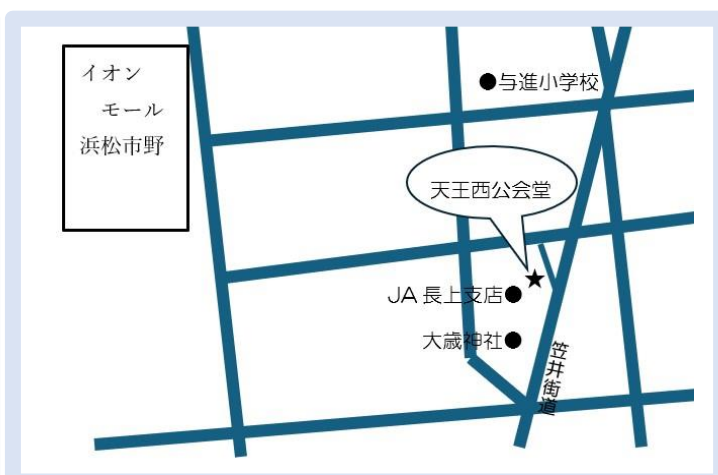 イオン
モール
浜松市野
●与進小学校
天王西公会堂
★
JA 長上支店●
大歳神社●
笠井街道